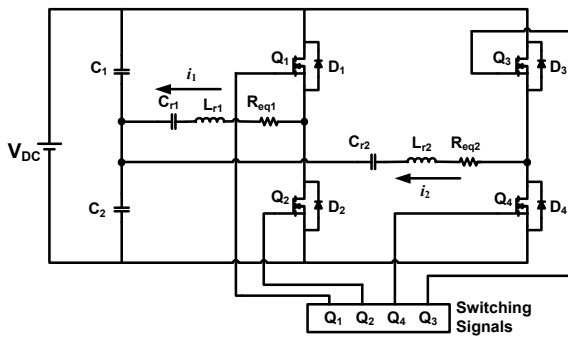 Q1
D1
Q3
D3
C1
i1
Cr1
Lr1
Req1
VDC
Cr2
Lr2
Req2
C2
Q2
D2
i2
Q4
D4
Q1 Q2 Q4 Q3
Switching
Signals